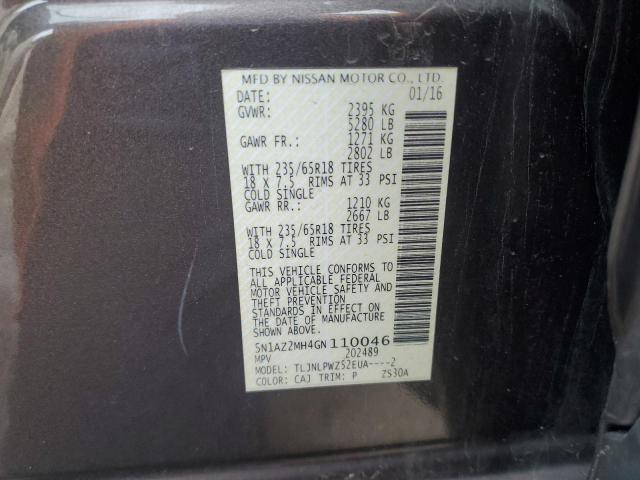 MFD BY NISSAN MOTOR CO., LTD.
DATE: 01/16
GVWR: 2395 KG
5280 LB
GAWR FR.: 1271 KG
2802 LB
WITH 235/65R18 TIRES
18 X 7.5 RIMS AT 33 PSI
COLD SINGLE
GAWR RR.: 1210 KG
2667 LB
WITH 235/65R18 TIRES
18 X 7.5 RIMS AT 33 PSI
COLD SINGLE
THIS VEHICLE CONFORMS TO
ALL APPLICABLE FEDERAL
MOTOR VEHICLE SAFETY AND
THEFT PREVENTION
STANDARDS IN EFFECT ON
THE DATE OF MANUFACTURE
SHOWN ABOVE.
5N1AZ2MH4GN110046
MPV 202489
MODEL: TLJNLPWZ52EUA----2
COLOR: CAJ TRIM: P ZS30A